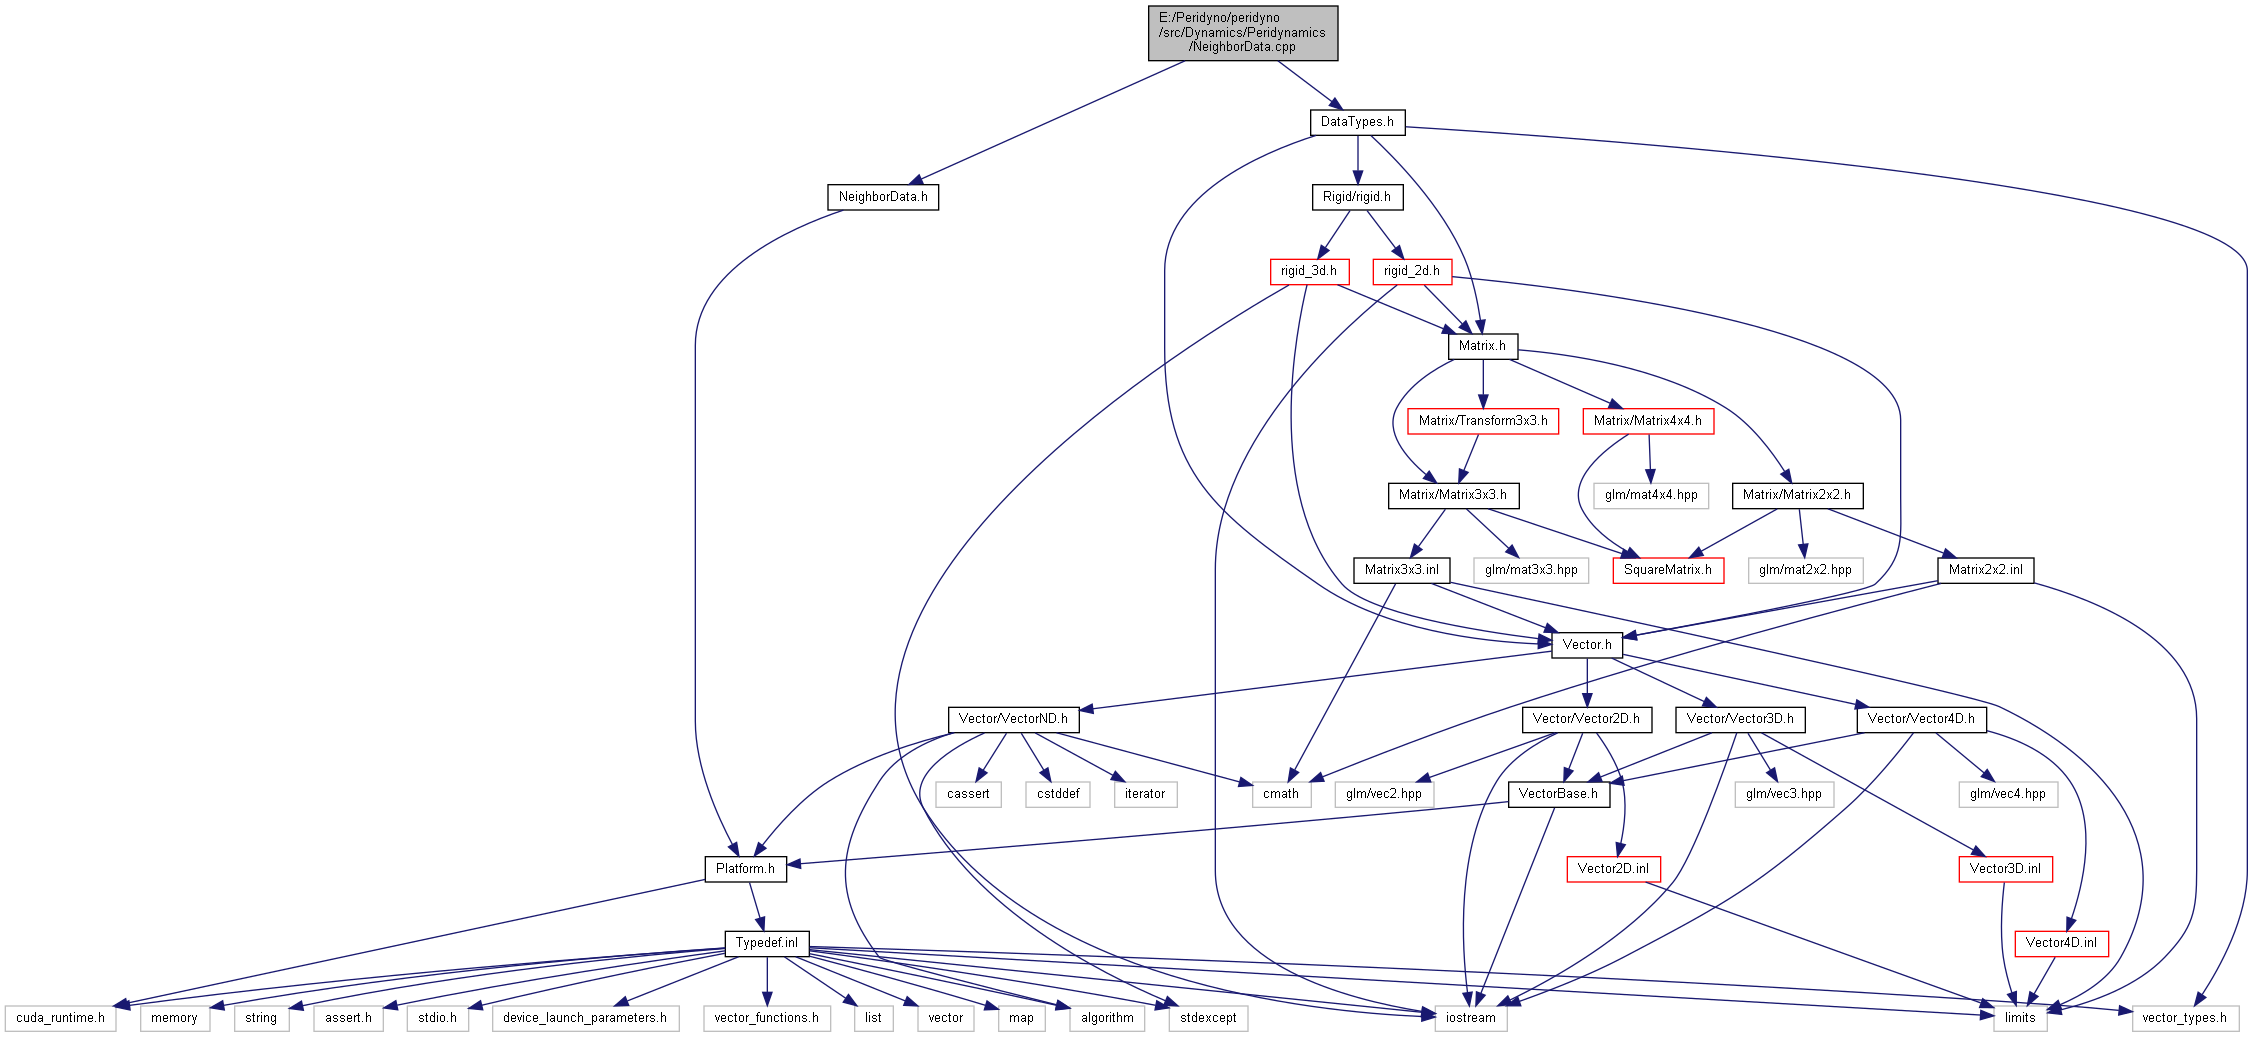 E:/Peridyno/peridyno
/src/Dynamics/Peridynamics
/NeighborData.cpp
DataTypes.h
NeighborData.h
Rigid/rigid.h
rigid_3d.h
rigid_2d.h
Matrix.h
Matrix/Transform3x3.h
Matrix/Matrix4x4.h
Matrix/Matrix3x3.h
glm/mat4x4.hpp
Matrix/Matrix2x2.h
Matrix3x3.inl
glm/mat3x3.hpp
SquareMatrix.h
glm/mat2x2.hpp
Matrix2x2.inl
Vector.h
Vector/VectorND.h
Vector/Vector2D.h
Vector/Vector3D.h
Vector/Vector4D.h
cassert
cstddef
iterator
cmath
glm/vec2.hpp
VectorBase.h
glm/vec3.hpp
glm/vec4.hpp
Platform.h
Vector2D.inl
Vector3D.inl
Typedef.inl
Vector4D.inl
cuda_runtime.h
memory
string
assert.h
stdio.h
device_launch_parameters.h
vector_functions.h
list
vector
map
algorithm
stdexcept
iostream
limits
vector_types.h